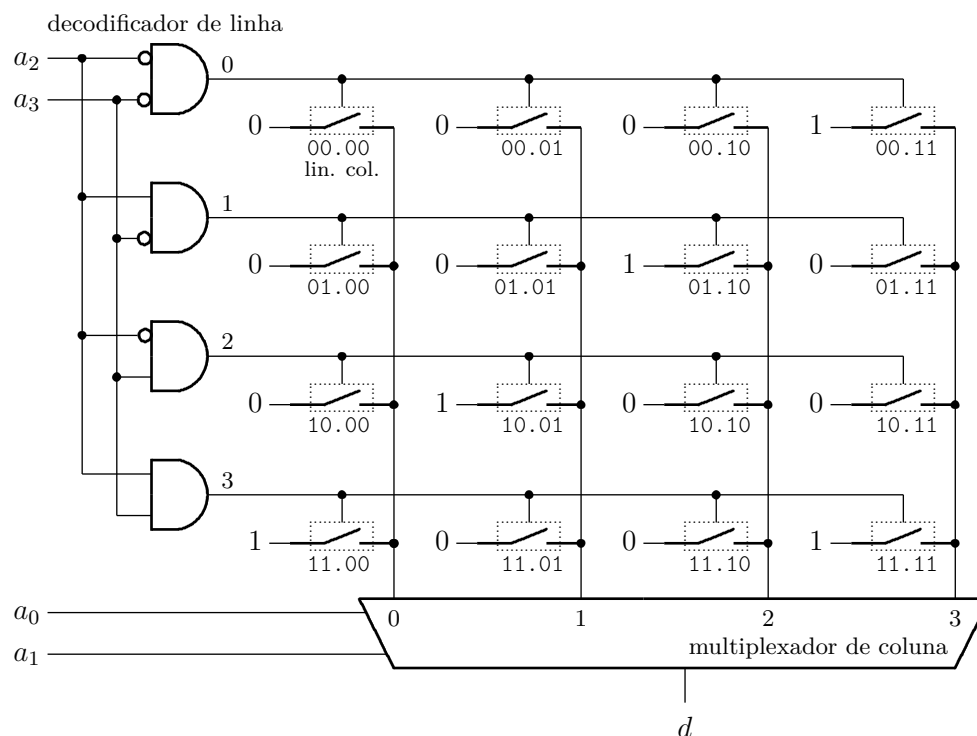 decodificador de linha
a₂
a₃
0
0 0 0 1
00.00 00.01 00.10 00.11
lin. col.
1
0 0 1 0
01.00 01.01 01.10 01.11
2
0 1 0 0
10.00 10.01 10.10 10.11
3
1 0 0 1
11.00 11.01 11.10 11.11
a₀
0 1 2 3
a₁
multiplexador de coluna
d